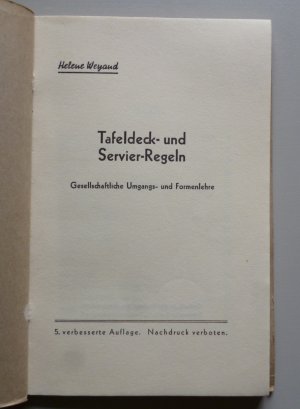 Helene Weyand
Tafeldeck- und
Servier-Regeln
Gesellschaftliche Umgangs- und Formenlehre
5. verbesserte Auflage. Nachdruck verboten.